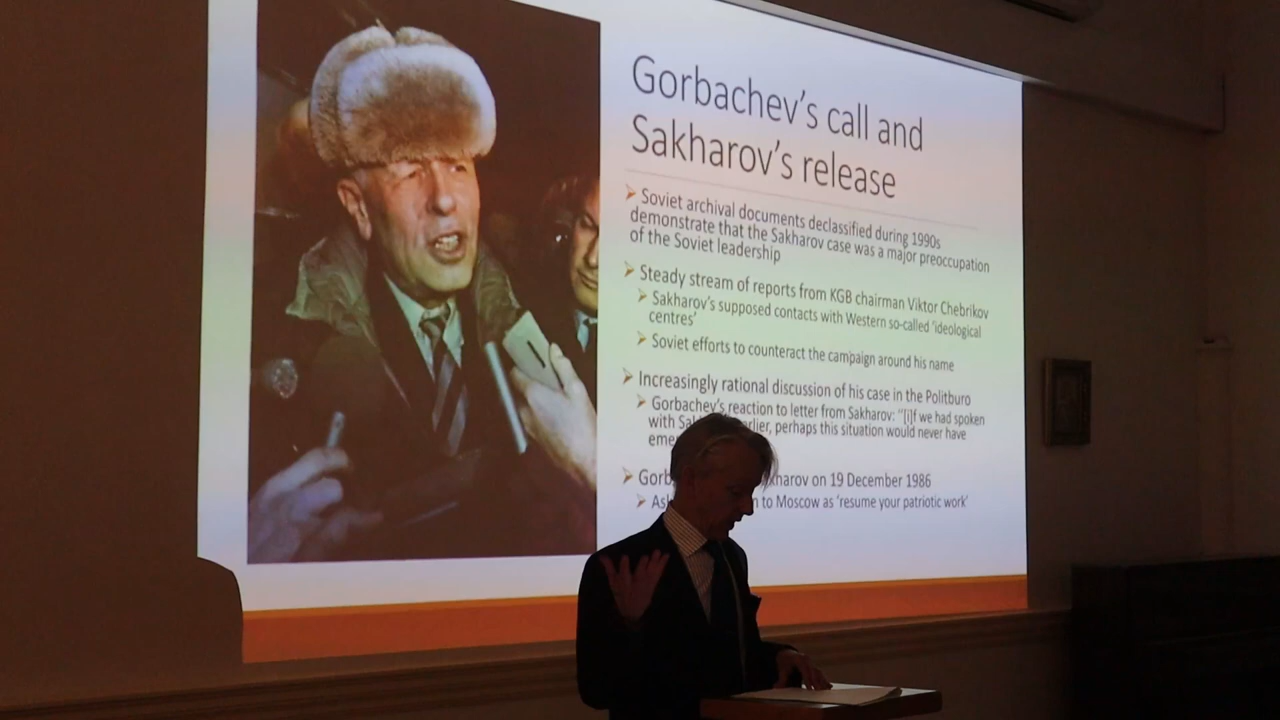 Gorbachev's call and
Sakharov's release
Soviet archival documents declassified during 1990s
demonstrate that the Sakharov case was a major preoccupation
of the Soviet leadership
Steady stream of reports from KGB chairman Viktor Chebrikov
Sakharov's supposed contacts with Western so-called 'ideological
centres'
Soviet efforts to counteract the campaign around his name
Increasingly rational discussion of his case in the Politburo
Gorbachev's reaction to letter from Sakharov: "[i]f we had spoken
with perhaps this situation would never have
on 19 December 1986
to Moscow as 'resume your patriotic work'